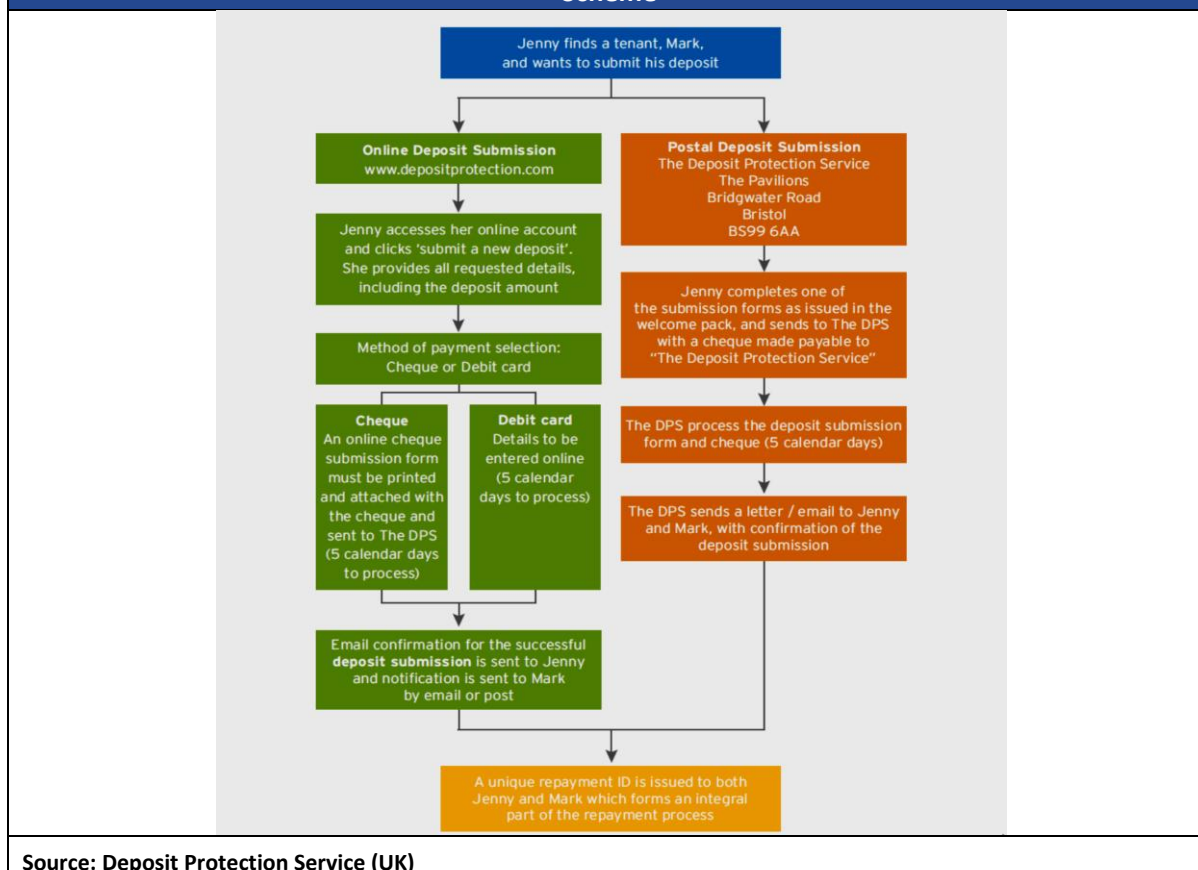 Scheme
Jenny finds a tenant, Mark,
and wants to submit his deposit
Online Deposit Submission
www.depositprotection.com
Jenny accesses her online account
and clicks 'submit a new deposit'.
She provides all requested details,
including the deposit amount
Method of payment selection:
Cheque or Debit card
Cheque
An online cheque
submission form
must be printed
and attached with
the cheque and
sent to The DPS
(5 calendar days
to process)
Debit card
Details to be
entered online
(5 calendar
days to process)
Email confirmation for the successful
deposit submission is sent to Jenny
and notification is sent to Mark
by email or post
Postal Deposit Submission
The Deposit Protection Service
The Pavilions
Bridgwater Road
Bristol
BS99 6AA
Jenny completes one of
the submission forms as issued in the
welcome pack, and sends to The DPS
with a cheque made payable to
"The Deposit Protection Service"
The DPS process the deposit submission
form and cheque (5 calendar days)
The DPS sends a letter / email to Jenny
and Mark, with confirmation of the
deposit submission
A unique repayment ID is issued to both
Jenny and Mark which forms an integral
part of the repayment process
Source: Deposit Protection Service (UK)